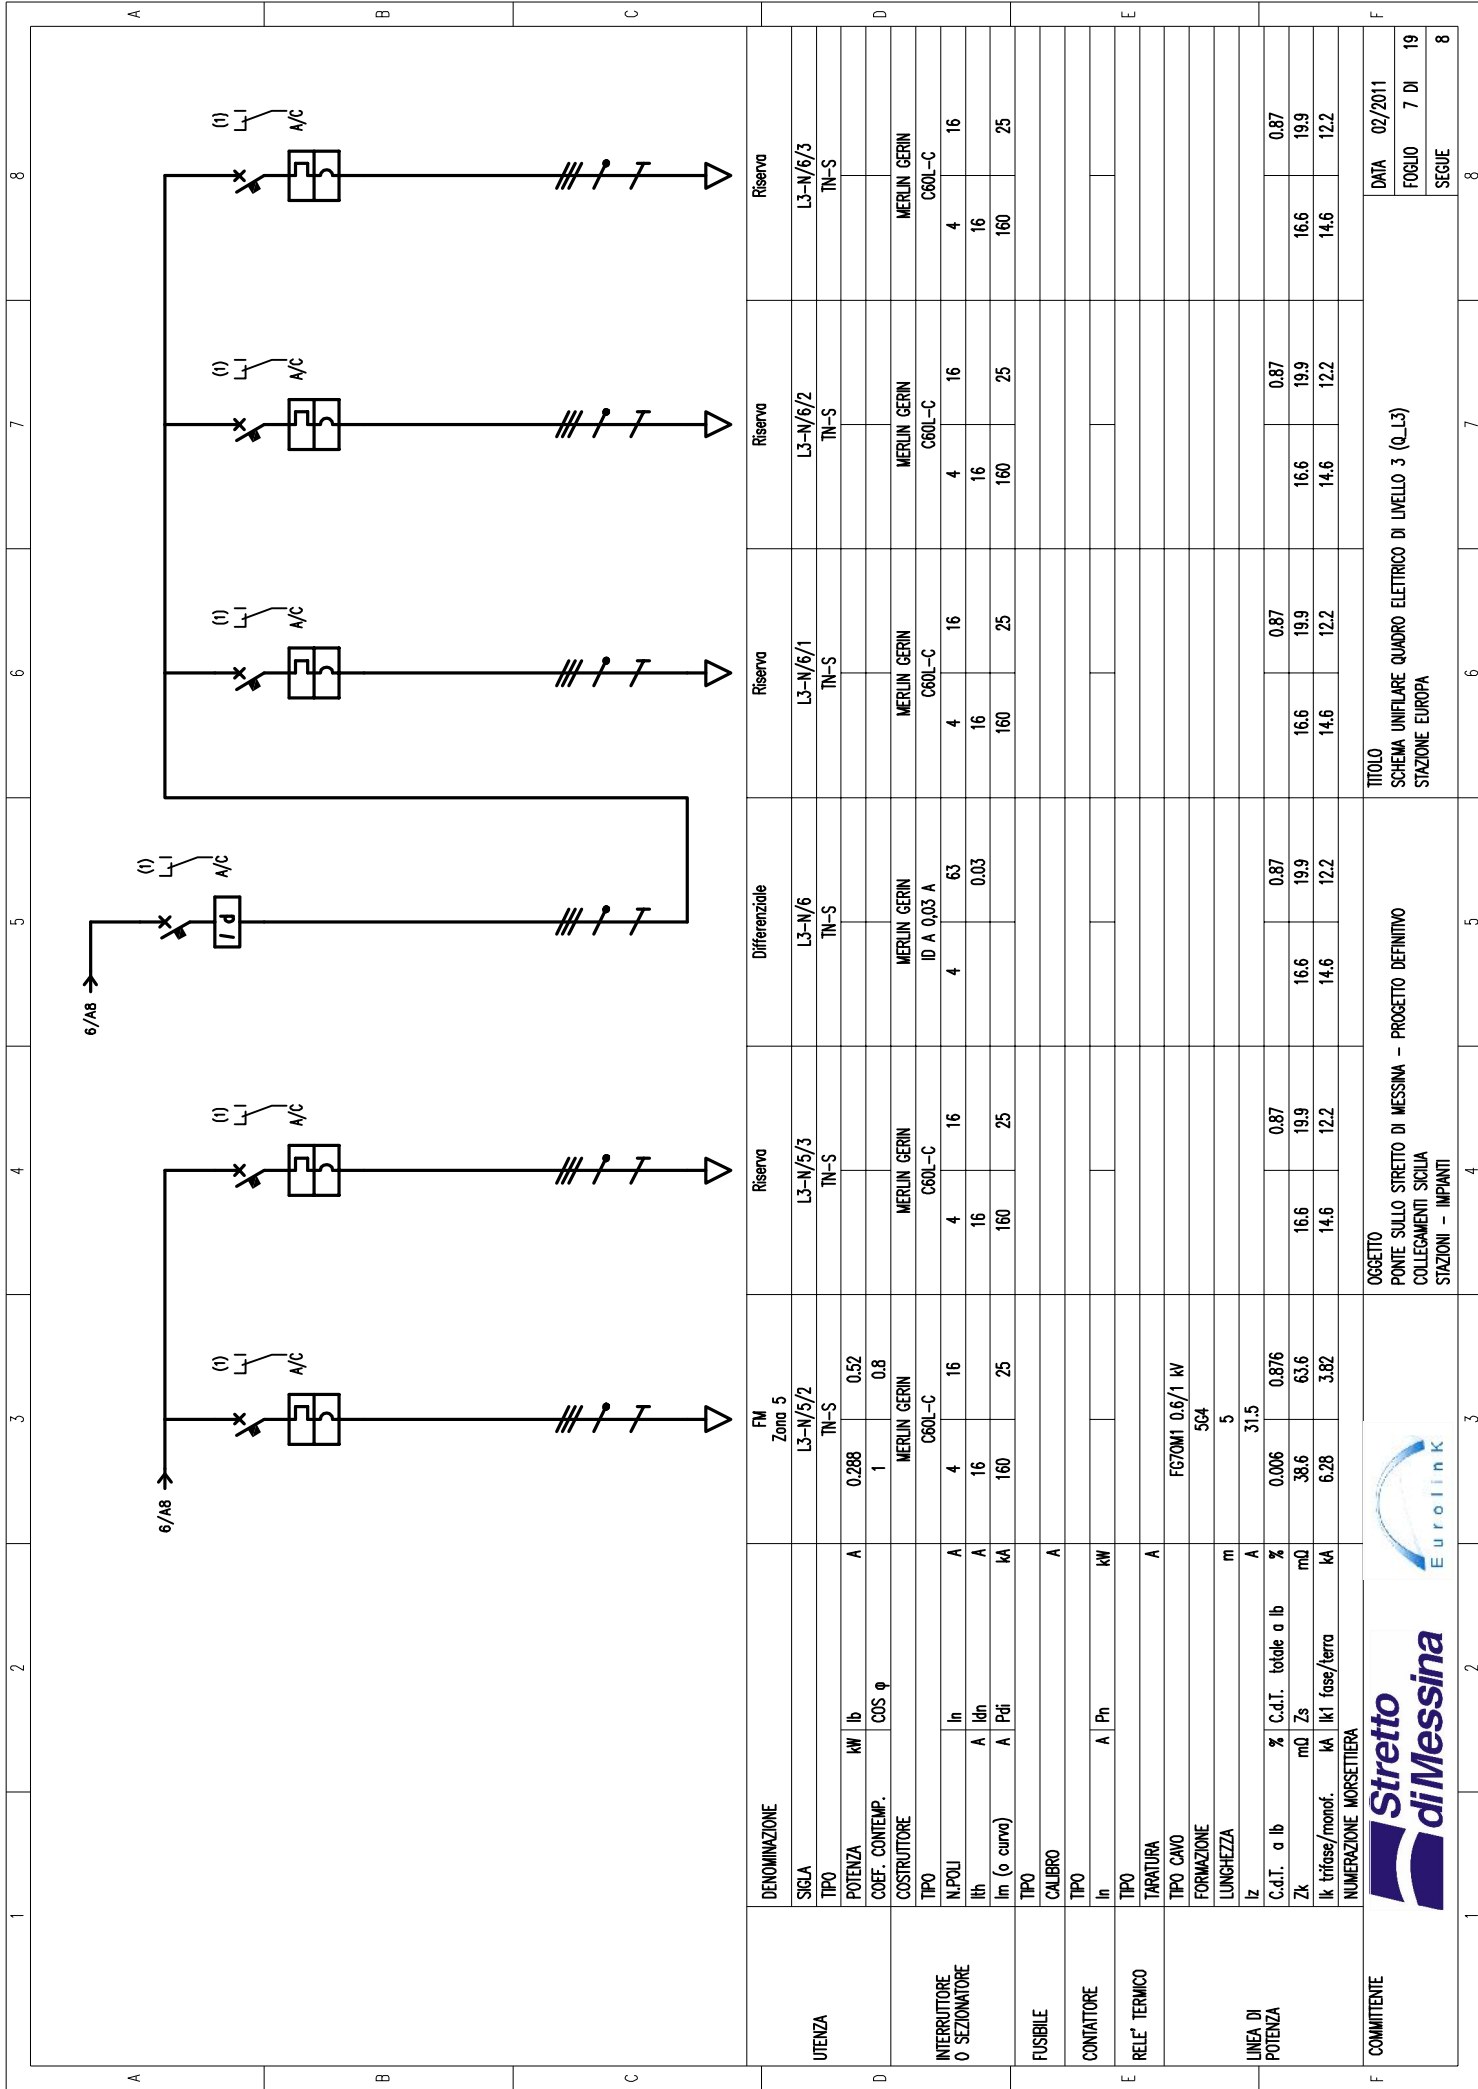 1 2 3 4 5 6 7 8
A
B
C
D
E
F
6/A8
(1)
A/C
(1)
A/C
6/A8
(1)
A/C
Id
(1)
A/C
(1)
A/C
(1)
A/C
DENOMINAZIONE FM Zona 5 Riserva Differenziale Riserva Riserva Riserva
UTENZA
SIGLA L3-N/5/2 L3-N/5/3 L3-N/6 L3-N/6/1 L3-N/6/2 L3-N/6/3
TIPO TN-S TN-S TN-S TN-S TN-S TN-S
POTENZA kW Ib A 0.288 0.52
COEF. CONTEMP. COS φ 1 0.8
INTERRUTTORE
O SEZIONATORE
COSTRUTTORE MERLIN GERIN MERLIN GERIN MERLIN GERIN MERLIN GERIN MERLIN GERIN MERLIN GERIN
TIPO C60L-C C60L-C ID A 0,03 A C60L-C C60L-C C60L-C
N.POLI In A 4 16 4 16 4 63 4 16 4 16 4 16
Ith A Idn A 16 16 0.03 16 16 16
Im (o curva) A Pdi kA 160 25 160 25 160 25 160 25 160 25
FUSIBILE
TIPO
CALIBRO A
CONTATTORE
TIPO
In A Pn kW
RELE' TERMICO
TIPO
TARATURA A
LINEA DI
POTENZA
TIPO CAVO FG7OM1 0.6/1 kV
FORMAZIONE 5G4
LUNGHEZZA m 5
Iz A 31.5
C.d.T. a Ib % C.d.T. totale a Ib % 0.006 0.876 0.87 0.87 0.87 0.87 0.87
Zk mΩ Zs mΩ 38.6 63.6 16.6 19.9 16.6 19.9 16.6 19.9 16.6 19.9 16.6 19.9
Ik trifase/monof. kA Ik1 fase/terra kA 6.28 3.82 14.6 12.2 14.6 12.2 14.6 12.2 14.6 12.2 14.6 12.2
NUMERAZIONE MORSETTIERA
COMMITTENTE
Stretto
di Messina
EurolinK
OGGETTO
PONTE SULLO STRETTO DI MESSINA - PROGETTO DEFINITIVO
COLLEGAMENTI SICILIA
STAZIONI - IMPIANTI
TITOLO
SCHEMA UNIFILARE QUADRO ELETTRICO DI LIVELLO 3 (Q_L3)
STAZIONE EUROPA
DATA 02/2011
FOGLIO 7 DI 19
SEGUE 8
1 2 3 4 5 6 7 8
A
B
C
D
E
F